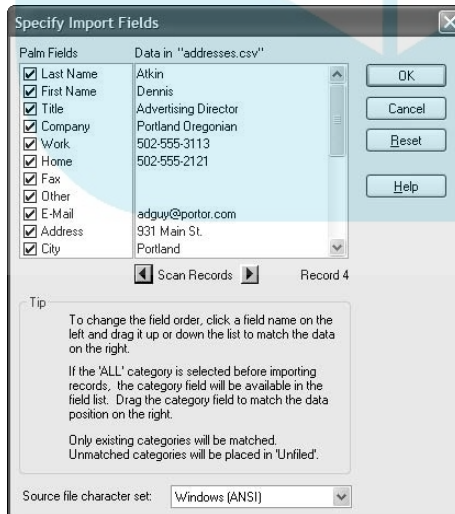 Specify Import Fields
Palm Fields Data in "addresses.csv"
Last Name Atkin
First Name Dennis
Title Advertising Director
Company Portland Oregonian
Work 502-555-3113
Home 502-555-2121
Fax
Other
E-Mail adguy@portor.com
Address 931 Main St.
City Portland
OK
Cancel
Reset
Help
Scan Records Record 4
Tip
To change the field order, click a field name on the
left and drag it up or down the list to match the data
on the right.
If the 'ALL' category is selected before importing
records, the category field will be available in the
field list. Drag the category field to match the data
position on the right.
Only existing categories will be matched.
Unmatched categories will be placed in 'Unfiled'.
Source file character set: Windows (ANSI)